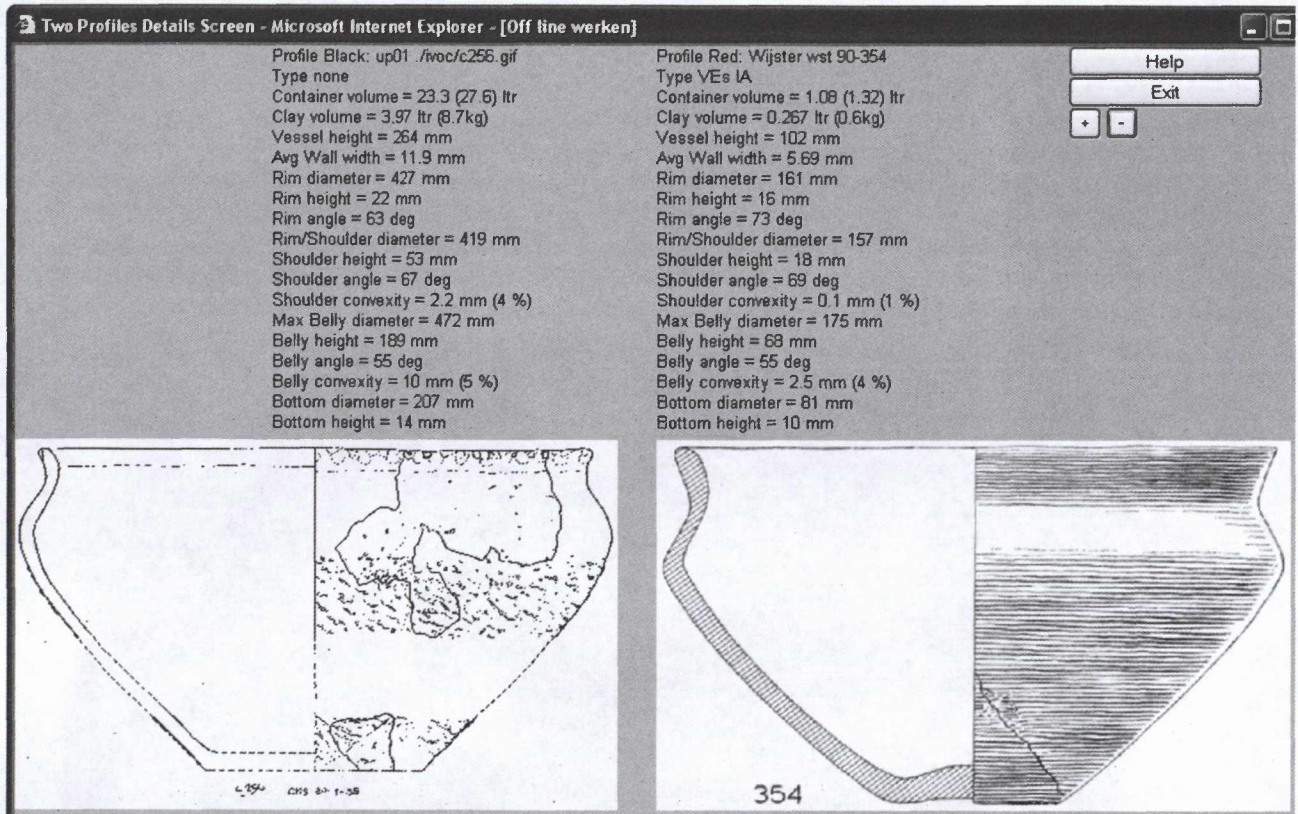 Two Profiles Details Screen - Microsoft Internet Explorer - [Off line werken]
Profile Black: up01 ./ivoc/c256.gif
Type none
Container volume = 23.3 (27.6) ltr
Clay volume = 3.97 ltr (8.7kg)
Vessel height = 264 mm
Avg Wall width = 11.9 mm
Rim diameter = 427 mm
Rim height = 22 mm
Rim angle = 63 deg
Rim/Shoulder diameter = 419 mm
Shoulder height = 53 mm
Shoulder angle = 67 deg
Shoulder convexity = 2.2 mm (4 %)
Max Belly diameter = 472 mm
Belly height = 189 mm
Belly angle = 55 deg
Belly convexity = 10 mm (5 %)
Bottom diameter = 207 mm
Bottom height = 14 mm
Profile Red: Wijster wst 90-354
Type VEs IA
Container volume = 1.08 (1.32) ltr
Clay volume = 0.267 ltr (0.6kg)
Vessel height = 102 mm
Avg Wall width = 5.69 mm
Rim diameter = 161 mm
Rim height = 16 mm
Rim angle = 73 deg
Rim/Shoulder diameter = 157 mm
Shoulder height = 18 mm
Shoulder angle = 69 deg
Shoulder convexity = 0.1 mm (1 %)
Max Belly diameter = 175 mm
Belly height = 68 mm
Belly angle = 55 deg
Belly convexity = 2.5 mm (4 %)
Bottom diameter = 81 mm
Bottom height = 10 mm
Help
Exit
+ -
354